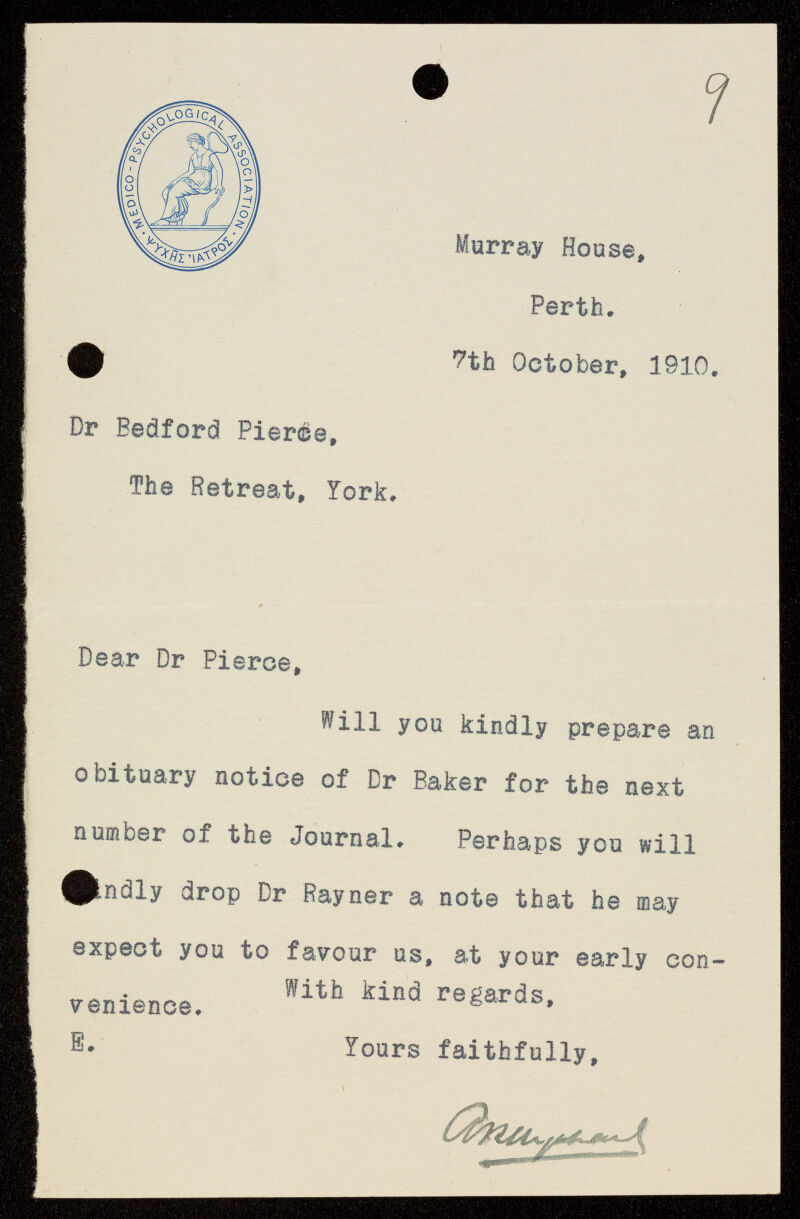 9
· MEDICO - PSYCHOLOGICAL ASSOCIATION ·
ΨΥΧΗΣ ἸΑΤΡΟΣ
Murray House,
Perth.
7th October, 1910.
Dr Bedford Pierce,
The Retreat, York.
Dear Dr Pierce,
Will you kindly prepare an
obituary notice of Dr Baker for the next
number of the Journal. Perhaps you will
indly drop Dr Rayner a note that he may
expect you to favour us, at your early con-
venience. With kind regards,
E. Yours faithfully,